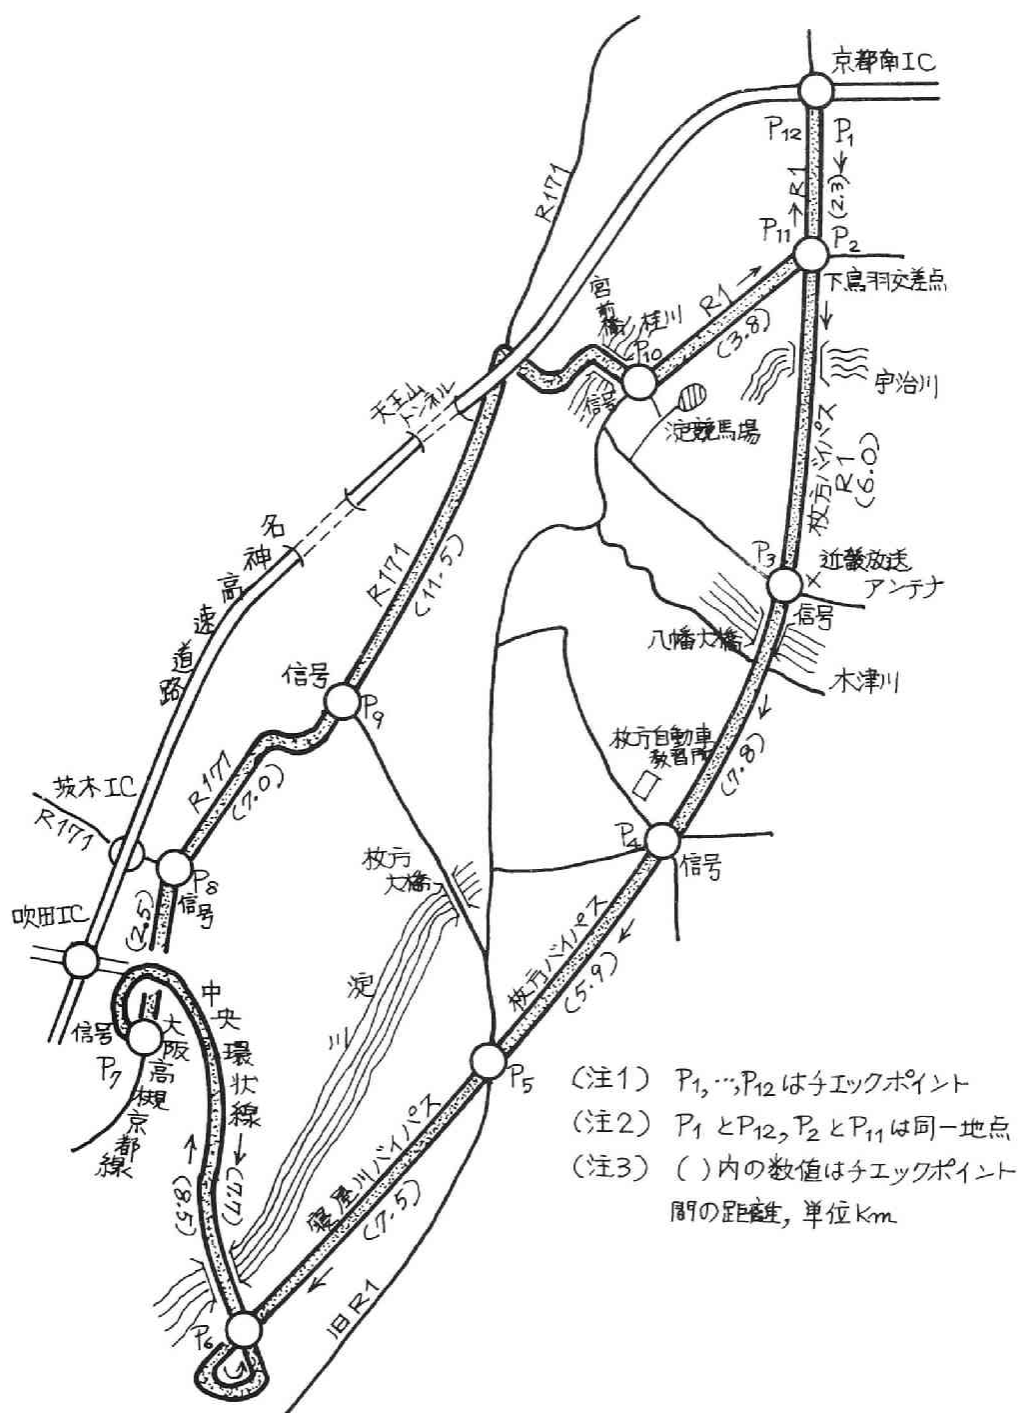 京都南IC
P12
P1
R1
(2.3)
R171
P11
P2
下鳥羽交差点
宮前橋
桂川
R1
(3.8)
P10
信号
淀競馬場
宇治川
天王山
トンネル
枚方バイパス
R1
(6.0)
名神高速道路
R171
(11.5)
P3
近畿放送
アンテナ
信号
八幡大橋
木津川
信号
P9
枚方自動車
教習所
(7.8)
R171
(7.0)
茨木IC
R171
P4
信号
枚方
大橋
P8
信号
(2.5)
吹田IC
枚方バイパス
(5.9)
淀川
中央環状線
信号
P7
大阪高槻京都線
P5
(8.5)
(7.7)
寝屋川バイパス
(7.5)
P6
旧R1
(注1) P1,…,P12はチェックポイント
(注2) P1とP12,P2とP11は同一地点
(注3) ( )内の数値はチェックポイント
間の距離,単位Km